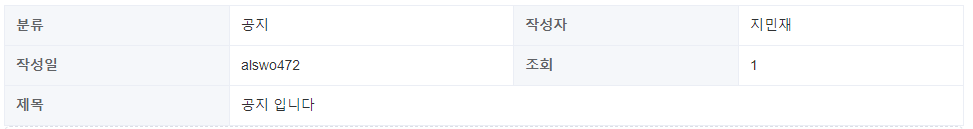 분류 공지 작성자 지민재
작성일 alswo472 조회 1
제목 공지 입니다